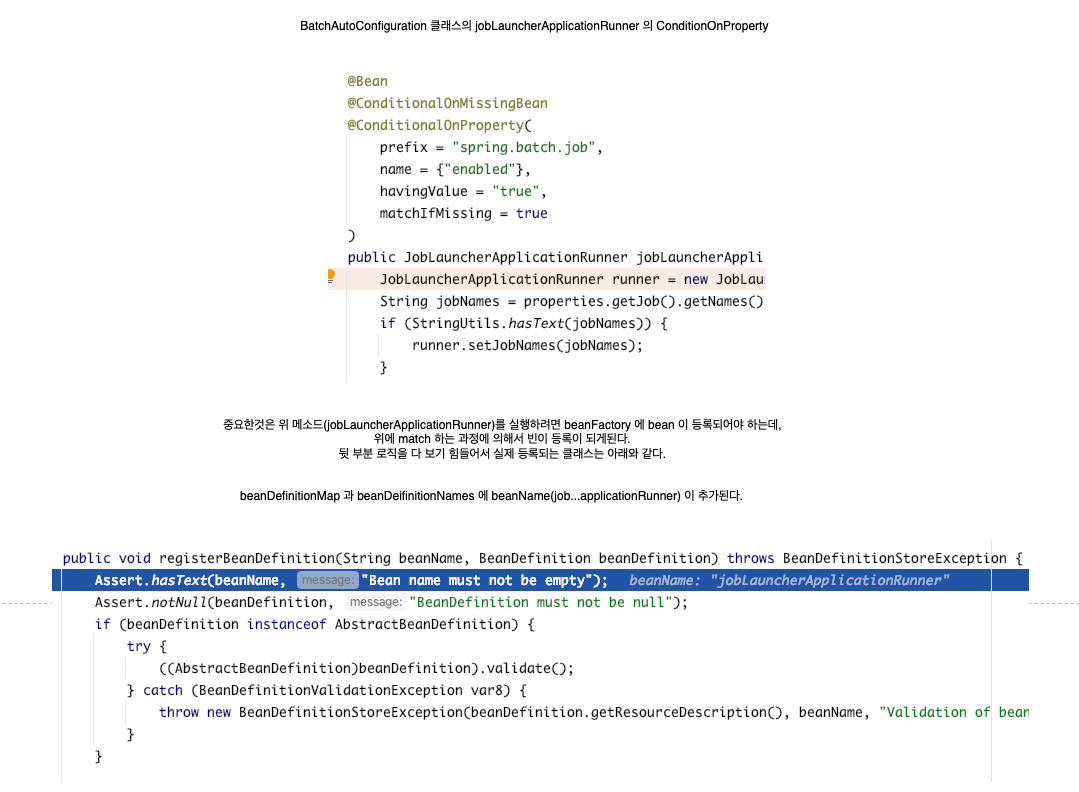 BatchAutoConfiguration 클래스의 jobLauncherApplicationRunner 의 ConditionOnProperty
@Bean
@ConditionalOnMissingBean
@ConditionalOnProperty(
prefix = "spring.batch.job",
name = {"enabled"},
havingValue = "true",
matchIfMissing = true
)
public JobLauncherApplicationRunner jobLauncherAppli
JobLauncherApplicationRunner runner = new JobLau
String jobNames = properties.getJob().getNames()
if (StringUtils.hasText(jobNames)) {
runner.setJobNames(jobNames);
}
중요한것은 위 메소드(jobLauncherApplicationRunner)를 실행하려면 beanFactory 에 bean 이 등록되어야 하는데,
위에 match 하는 과정에 의해서 빈이 등록이 되게된다.
뒷 부분 로직을 다 보기 힘들어서 실제 등록되는 클래스는 아래와 같다.
beanDefinitionMap 과 beanDeifinitionNames 에 beanName(job...applicationRunner) 이 추가된다.
public void registerBeanDefinition(String beanName, BeanDefinition beanDefinition) throws BeanDefinitionStoreException {
Assert.hasText(beanName, message: "Bean name must not be empty"); beanName: "jobLauncherApplicationRunner"
Assert.notNull(beanDefinition, message: "BeanDefinition must not be null");
if (beanDefinition instanceof AbstractBeanDefinition) {
try {
((AbstractBeanDefinition)beanDefinition).validate();
} catch (BeanDefinitionValidationException var8) {
throw new BeanDefinitionStoreException(beanDefinition.getResourceDescription(), beanName, "Validation of bean
}
}